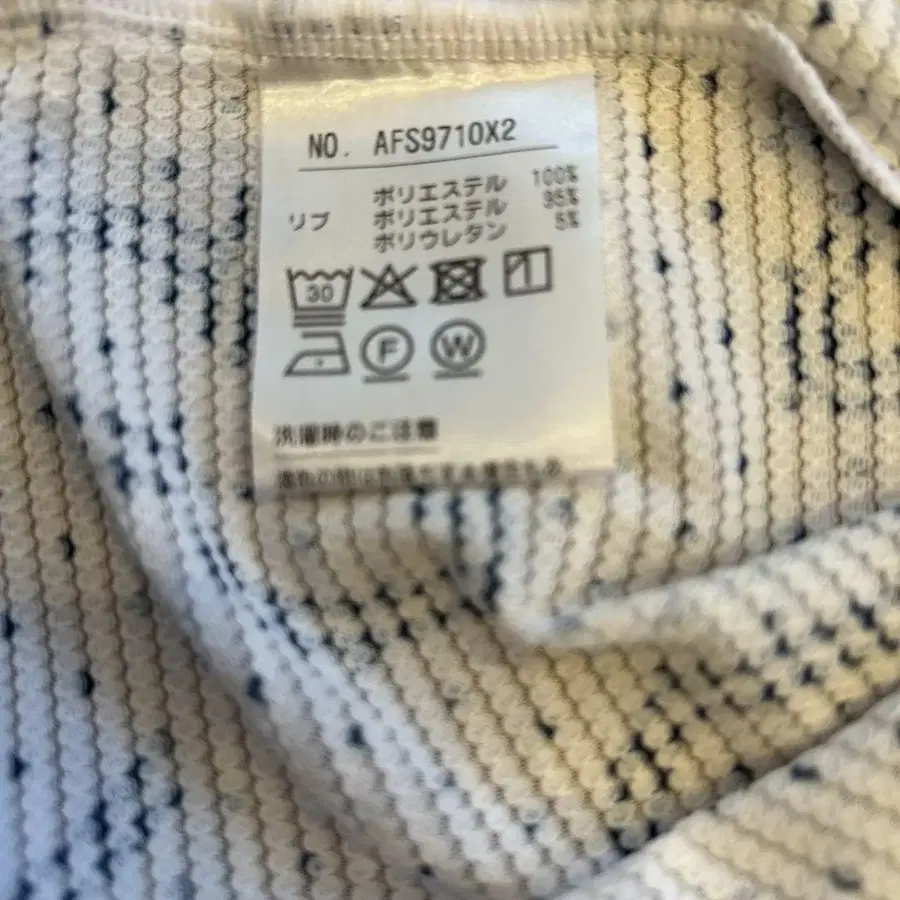 NO. AFS9710X2
ポリエステル 100%
リブ ポリエステル 95%
ポリウレタン 5%
30
F W
洗濯時のご注意